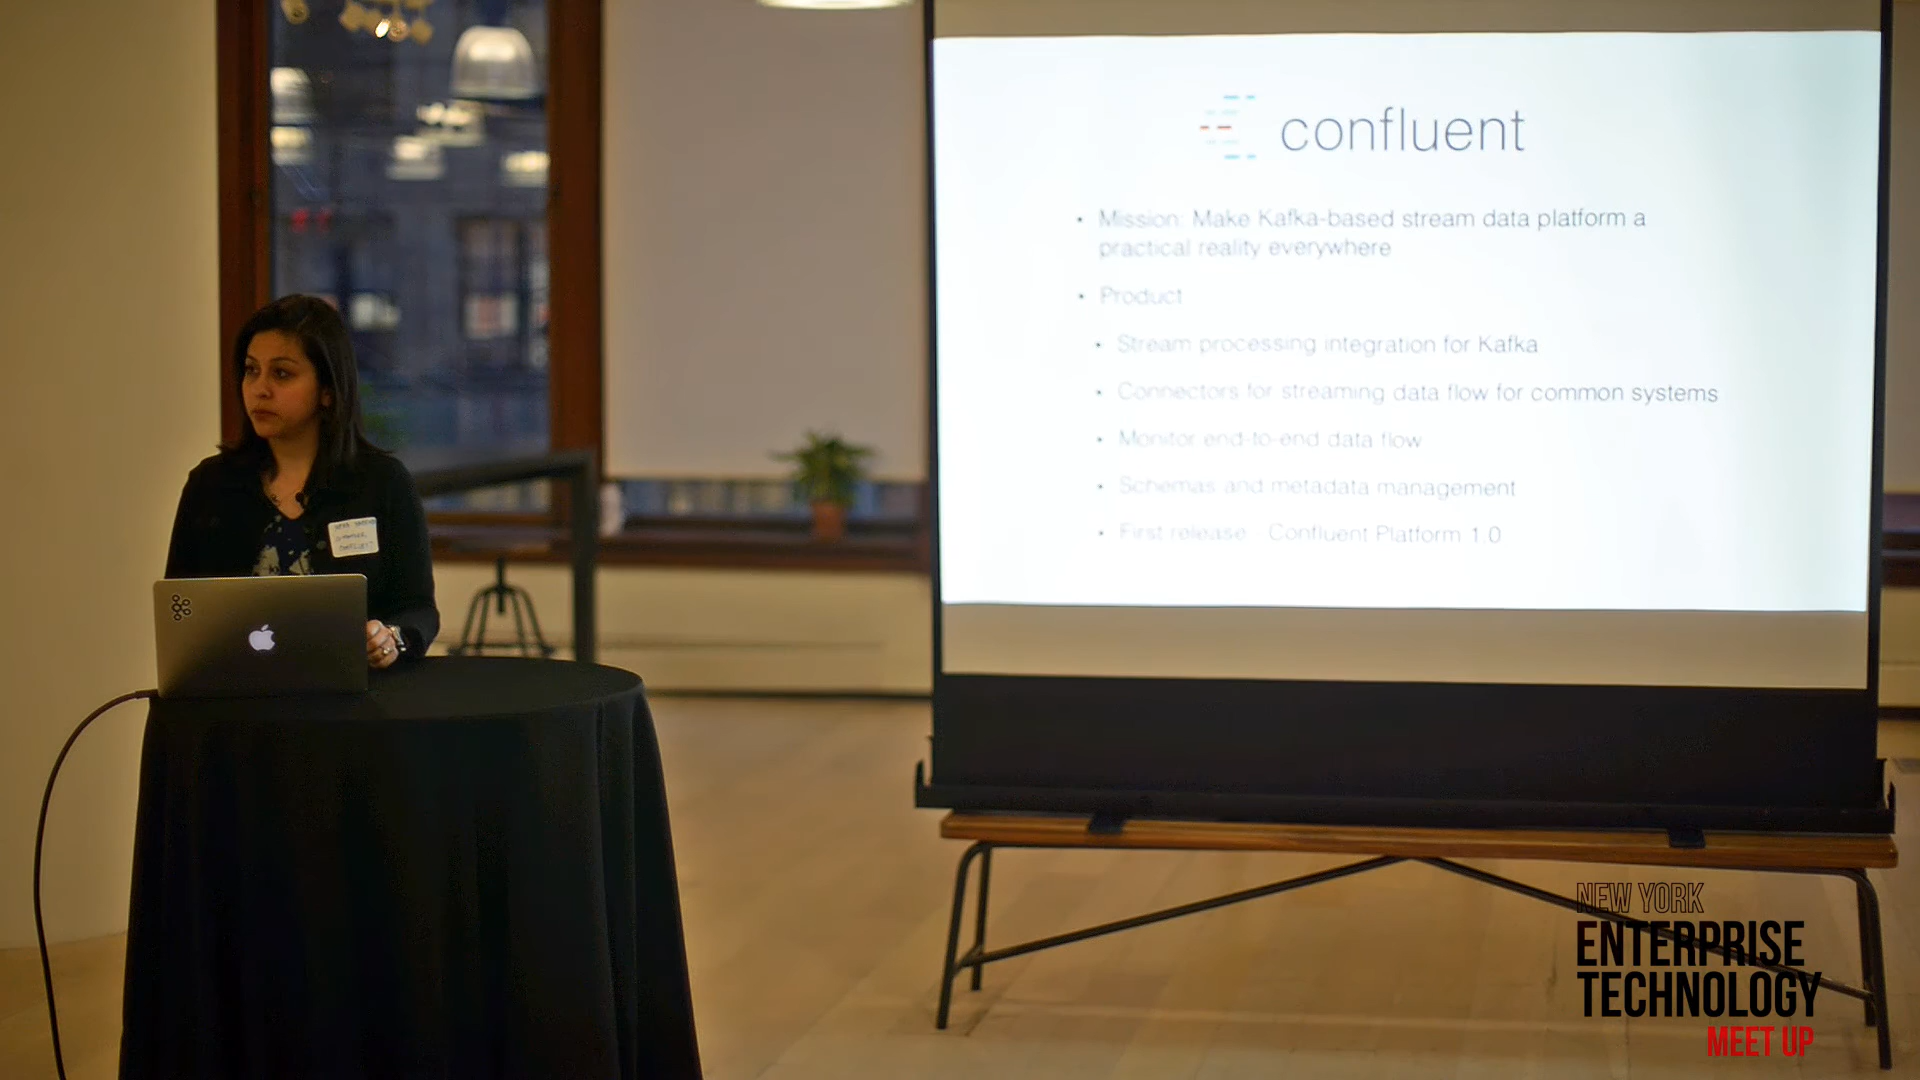 confluent
• Mission: Make Kafka-based stream data platform a
practical reality everywhere
• Product
• Stream processing integration for Kafka
• Connectors for streaming data flow for common systems
• Monitor end-to-end data flow
• Schemas and metadata management
• First release - Confluent Platform 1.0
NEW YORK
ENTERPRISE
TECHNOLOGY
MEET UP